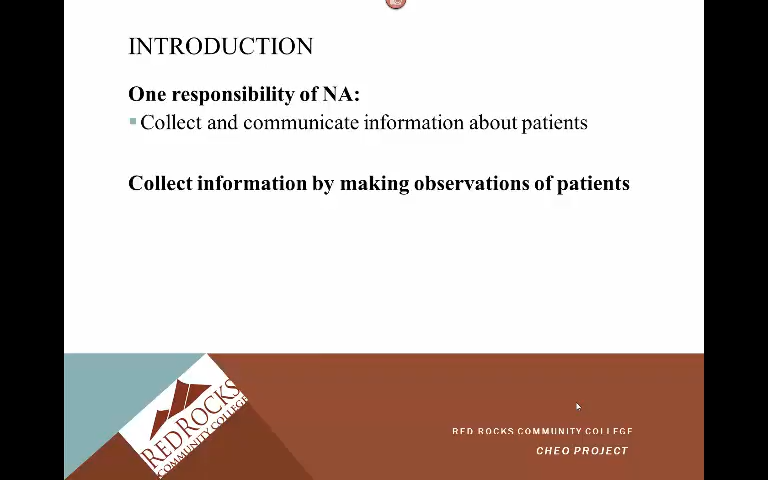 INTRODUCTION
One responsibility of NA:
Collect and communicate information about patients
Collect information by making observations of patients
RED ROCKS
COMMUNITY COLLEGE
RED ROCKS COMMUNITY COLLEGE
CHEO PROJECT